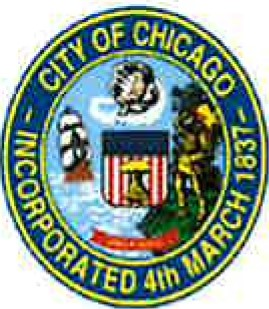 CITY OF CHICAGO
INCORPORATED 4th MARCH 1837